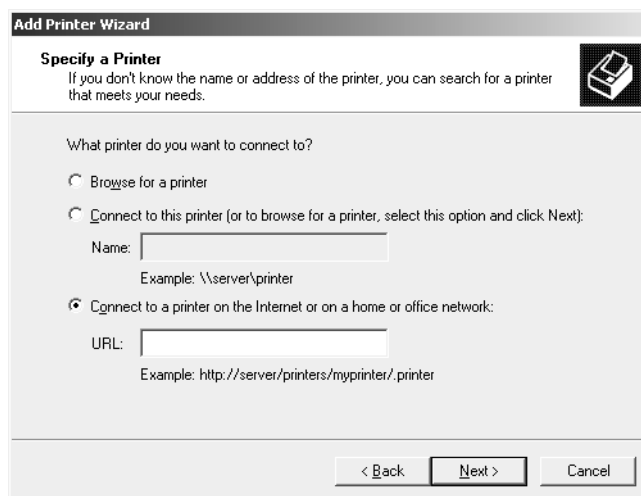 Add Printer Wizard
Specify a Printer
If you don't know the name or address of the printer, you can search for a printer
that meets your needs.
What printer do you want to connect to?
Browse for a printer
Connect to this printer (or to browse for a printer, select this option and click Next):
Name:
Example: \\server\printer
Connect to a printer on the Internet or on a home or office network:
URL:
Example: http://server/printers/myprinter/.printer
< Back Next > Cancel